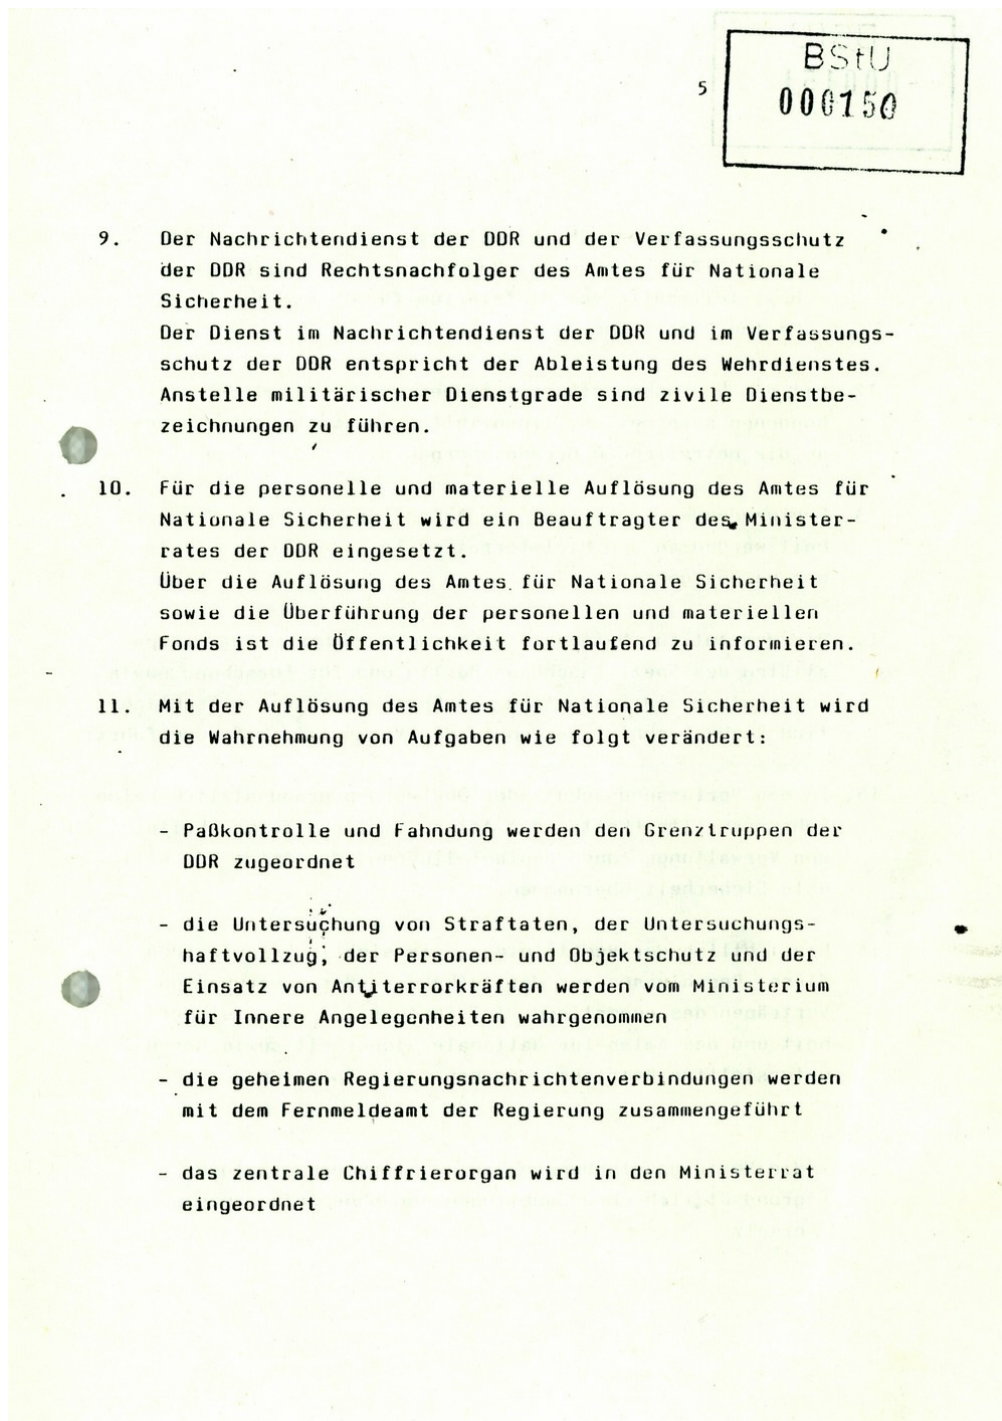 BStU
5
000150
9. Der Nachrichtendienst der DDR und der Verfassungsschutz
der DDR sind Rechtsnachfolger des Amtes für Nationale
Sicherheit.
Der Dienst im Nachrichtendienst der DDR und im Verfassungs-
schutz der DDR entspricht der Ableistung des Wehrdienstes.
Anstelle militärischer Dienstgrade sind zivile Dienstbe-
zeichnungen zu führen.
10. Für die personelle und materielle Auflösung des Amtes für
Nationale Sicherheit wird ein Beauftragter des Minister-
rates der DDR eingesetzt.
Über die Auflösung des Amtes für Nationale Sicherheit
sowie die Überführung der personellen und materiellen
Fonds ist die Öffentlichkeit fortlaufend zu informieren.
11. Mit der Auflösung des Amtes für Nationale Sicherheit wird
die Wahrnehmung von Aufgaben wie folgt verändert:
- Paßkontrolle und Fahndung werden den Grenztruppen der
DDR zugeordnet
- die Untersuchung von Straftaten, der Untersuchungs-
haftvollzug, der Personen- und Objektschutz und der
Einsatz von Antiterrorkräften werden vom Ministerium
für Innere Angelegenheiten wahrgenommen
- die geheimen Regierungsnachrichtenverbindungen werden
mit dem Fernmeldeamt der Regierung zusammengeführt
- das zentrale Chiffrierorgan wird in den Ministerrat
eingeordnet